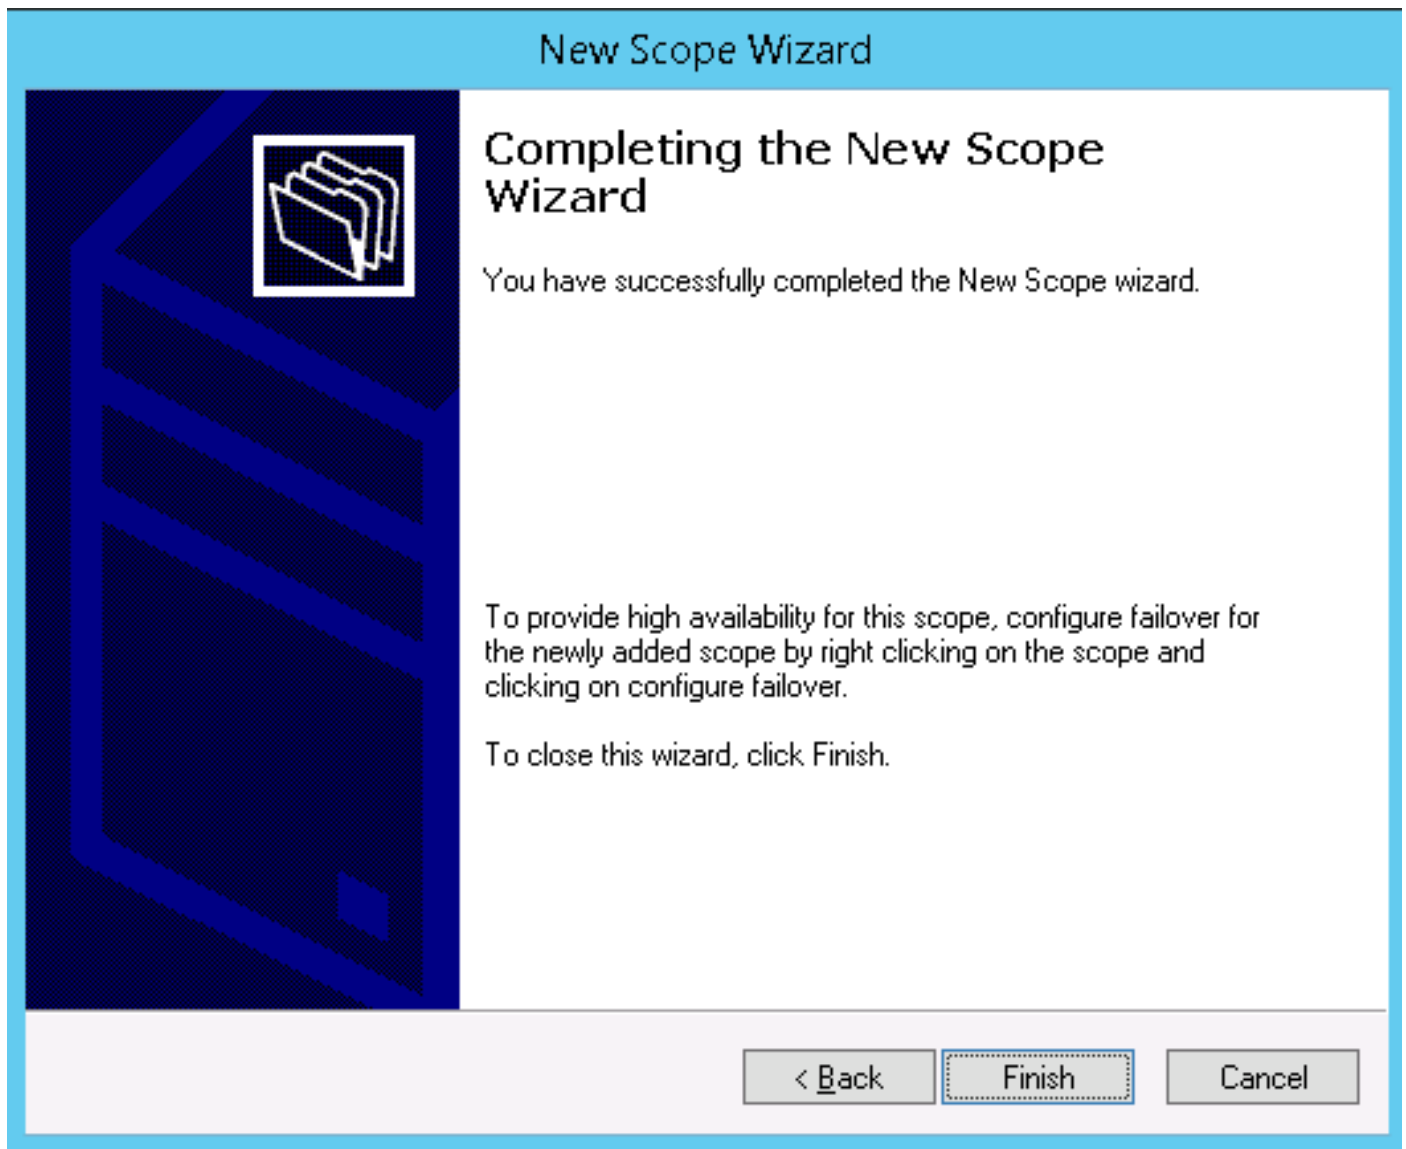 New Scope Wizard
Completing the New Scope
Wizard
You have successfully completed the New Scope wizard.
To provide high availability for this scope, configure failover for
the newly added scope by right clicking on the scope and
clicking on configure failover.
To close this wizard, click Finish.
< Back
Finish
Cancel